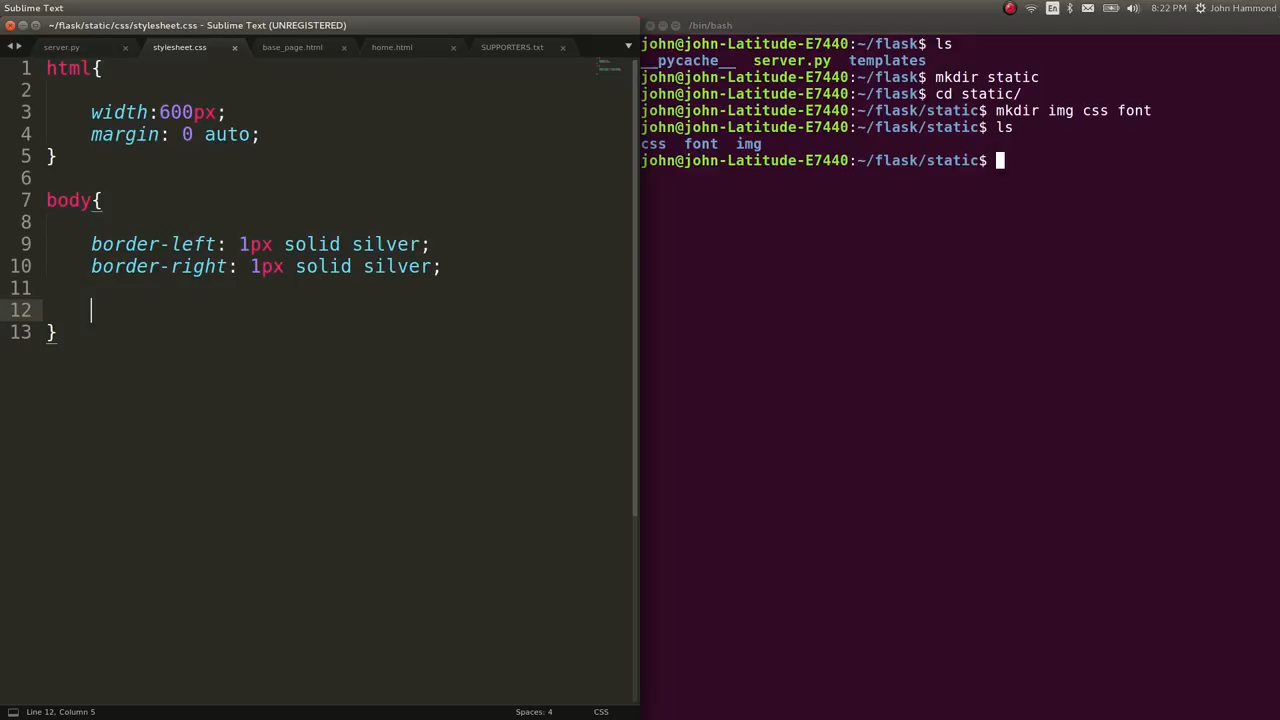 Sublime Text
En
8:22 PM
John Hammond
~/flask/static/css/stylesheet.css - Sublime Text (UNREGISTERED)
server.py
stylesheet.css
base_page.html
home.html
SUPPORTERS.txt
1 html{
2
3 width:600px;
4 margin: 0 auto;
5 }
6
7 body{
8
9 border-left: 1px solid silver;
10 border-right: 1px solid silver;
11
12
13 }
Line 12, Column 5
Spaces: 4
CSS
/bin/bash
john@john-Latitude-E7440:~/flask$ ls
__pycache__ server.py templates
john@john-Latitude-E7440:~/flask$ mkdir static
john@john-Latitude-E7440:~/flask$ cd static/
john@john-Latitude-E7440:~/flask/static$ mkdir img css font
john@john-Latitude-E7440:~/flask/static$ ls
css font img
john@john-Latitude-E7440:~/flask/static$